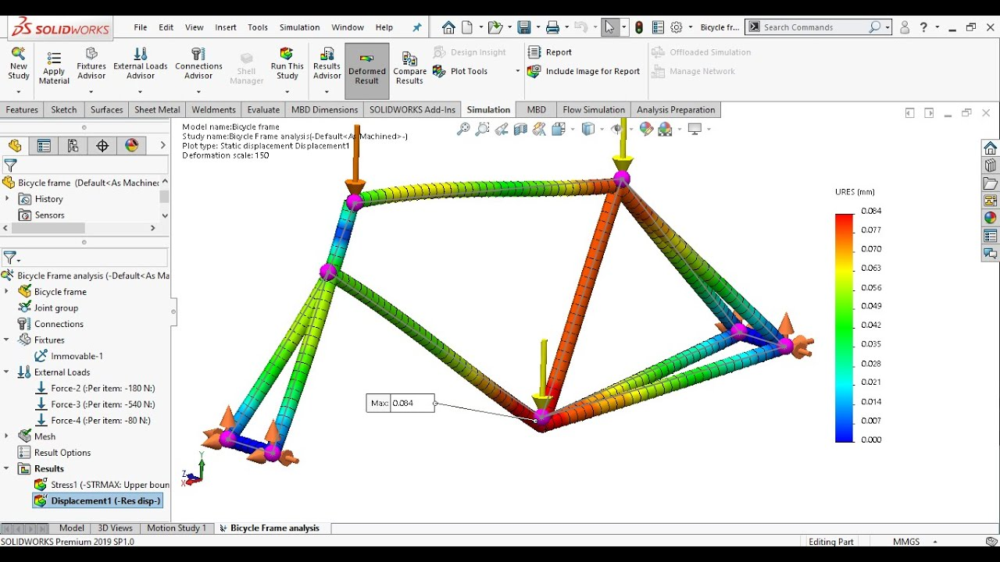 SOLIDWORKS
File Edit View Insert Tools Simulation Window Help
Bicycle fr...
Search Commands
New Study
Apply Material
Fixtures Advisor
External Loads Advisor
Connections Advisor
Shell Manager
Run This Study
Results Advisor
Deformed Result
Compare Results
Design Insight
Plot Tools
Report
Include Image for Report
Offloaded Simulation
Manage Network
Features Sketch Surfaces Sheet Metal Weldments Evaluate MBD Dimensions SOLIDWORKS Add-Ins Simulation MBD Flow Simulation Analysis Preparation
Model name:Bicycle frame
Study name:Bicycle Frame analysis(-Default<As Machined>-)
Plot type: Static displacement Displacement1
Deformation scale: 150
Bicycle frame (Default<As Machined
History
Sensors
Bicycle Frame analysis (-Default<As Ma
Bicycle frame
Joint group
Connections
Fixtures
Immovable-1
External Loads
Force-2 (:Per item: -180 N:)
Force-3 (:Per item: -540 N:)
Force-4 (:Per item: -80 N:)
Mesh
Result Options
Results
Stress1 (-STRMAX: Upper boun
Displacement1 (-Res disp-)
Max: 0.084
URES (mm)
0.084
0.077
0.070
0.063
0.056
0.049
0.042
0.035
0.028
0.021
0.014
0.007
0.000
Y
Z
X
Model 3D Views Motion Study 1 Bicycle Frame analysis
SOLIDWORKS Premium 2019 SP1.0
Editing Part
MMGS